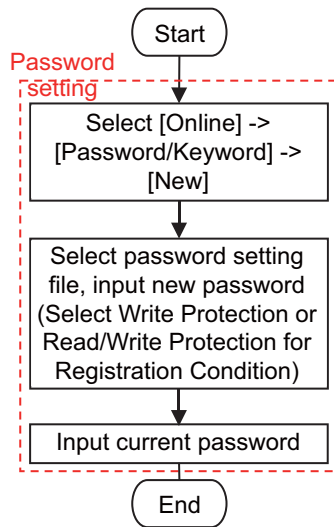 Start
Password
setting
Select [Online] ->
[Password/Keyword] ->
[New]
Select password setting
file, input new password
(Select Write Protection or
Read/Write Protection for
Registration Condition)
Input current password
End